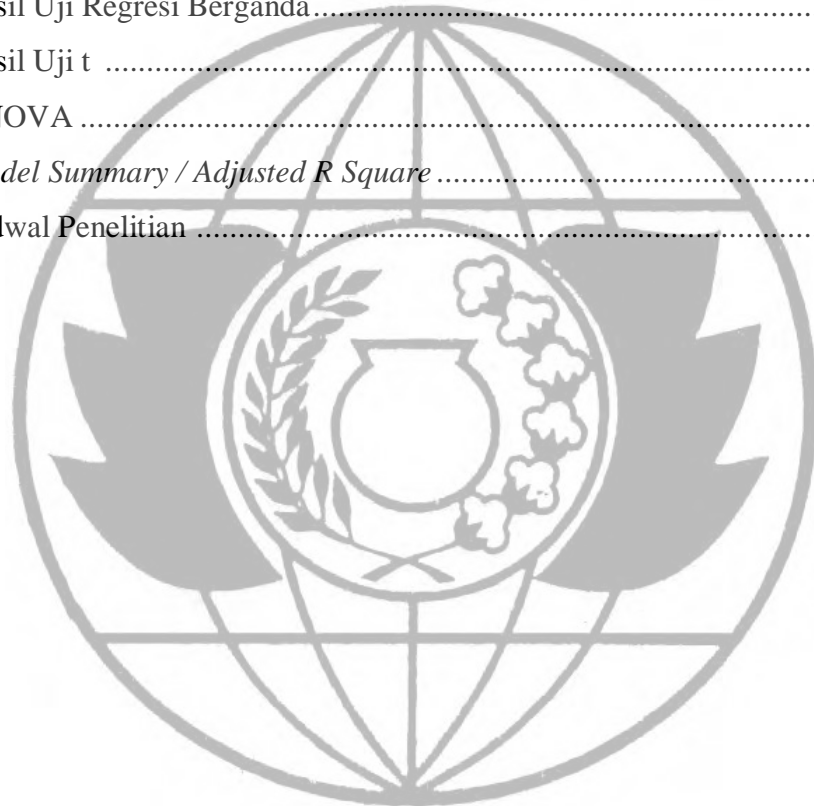 sil Uji Regresi Berganda........................................................................
sil Uji t ........................................................................................................
NOVA ............................................................................................................
del Summary / Adjusted R Square ........................................................
dwal Penelitian ..........................................................................................